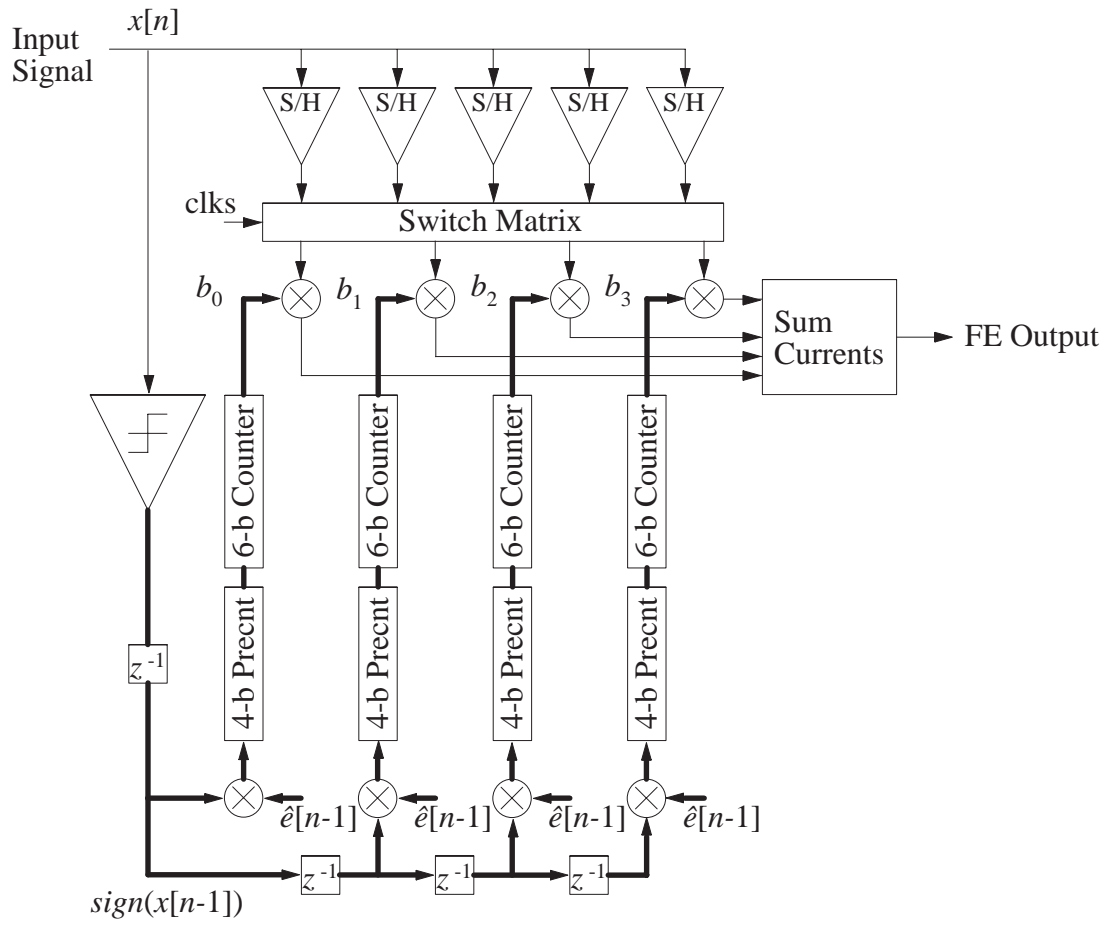 x[n]
Input
Signal
S/H S/H S/H S/H S/H
clks
Switch Matrix
b0 b1 b2 b3
Sum
Currents
FE Output
6-b Counter 6-b Counter 6-b Counter 6-b Counter
4-b Precnt 4-b Precnt 4-b Precnt 4-b Precnt
z⁻¹
ê[n-1] ê[n-1] ê[n-1] ê[n-1]
z⁻¹ z⁻¹ z⁻¹
sign(x[n-1])